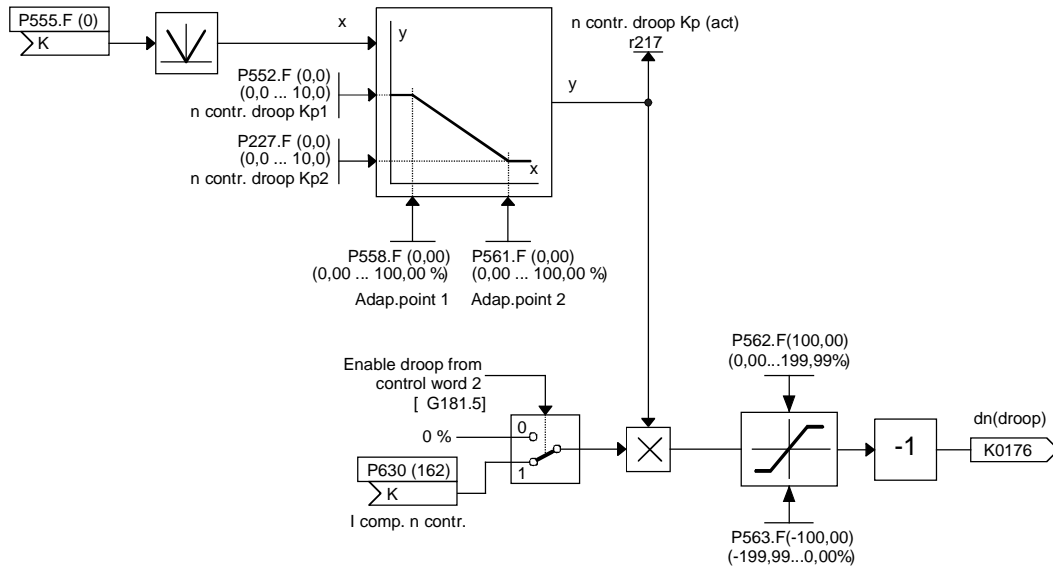 P555.F (0)
K
x
y
P552.F (0,0)
(0,0 ... 10,0)
n contr. droop Kp1
P227.F (0,0)
(0,0 ... 10,0)
n contr. droop Kp2
x
y
n contr. droop Kp (act)
r217
P558.F (0,00)
(0,00 ... 100,00 %)
Adap.point 1
P561.F (0,00)
(0,00 ... 100,00 %)
Adap.point 2
Enable droop from
control word 2
[ G181.5]
0 %
0
1
P630 (162)
K
I comp. n contr.
P562.F(100,00)
(0,00...199,99%)
P563.F(-100,00)
(-199,99...0,00%)
-1
dn(droop)
K0176